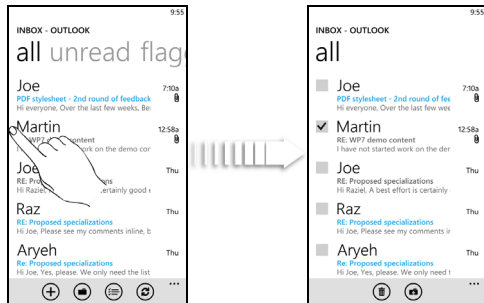 9:55
INBOX - OUTLOOK
all unread flag
Joe 7:10a
PDF stylesheet - 2nd round of feedback
Hi everyone, Over the last few weeks, Be
Martin 12:58a
RE: WP7 demo content
I have not started work on the demo cor
Joe Thu
RE: Proposed specializations
Hi Raziel, certainly good e
Raz Thu
RE: Proposed specializations
Hi Joe, Please see my comments inline, b
Aryeh Thu
Re: Proposed specializations
Hi Joe, Yes, please. We only need the list
...
9:55
INBOX - OUTLOOK
all
Joe 7:10a
PDF stylesheet - 2nd round of fee
Hi everyone, Over the last few wee
Martin 12:58a
RE: WP7 demo content
I have not started work on the der
Joe Thu
RE: Proposed specializations
Hi Raziel, A best effort is certainly
Raz Thu
RE: Proposed specializations
Hi Joe, Please see my comments ir
Aryeh Thu
Re: Proposed specializations
Hi Joe, Yes, please. We only need t
...